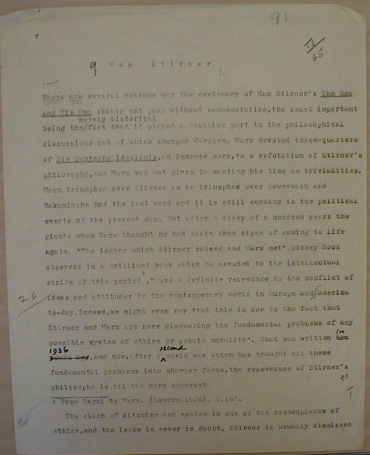 91
9 Max Stirner
There are several reasons why the centenary of Max Stirner's The Ego
and His Own should not pass without commemoration, the least important
merely historical
being the/fact that it played a decisive part in the philosophical
discussions out of which emerged Marxism. Marx devoted three-quarters
of Die Deutsche Ideologie, an immense work, to a refutation of Stirner's
philosophy, and Marx was not given to wasting his time on trivialities.
Marx triumphed over Stirner as he triumphed over Feuerbach and
Bakunin: he had the last word and it is still echoing in the political
events of the present day. But after a sleep of a hundred years the
giants whom Marx thought he had slain show signs of coming to life
again. "The issues which Stirner raised and Marx met", Sidney Hook
observes in a brilliant book which he devoted to the intellectual
strife of this period, "have a definite relevance to the conflict of
26
ideas and attitudes in the contemporary world in Europe and America
to-day. Indeed, we might even say that this is due to the fact that
Stirner and Marx are here discussing the fundamental problems of any
possible system of ethics or public morality". That was written in
1936 second
, and now, after a world war which has brought all these
fundamental problems into sharper focus, the relevance of Stirner's
philosophy is all the more apparent.
From Hegel to Marx. (London, 1936), p.165.
The clash of altruism and egoism is one of the commonplaces of
ethics, and the issue is never in doubt. Stirner is usually dismissed